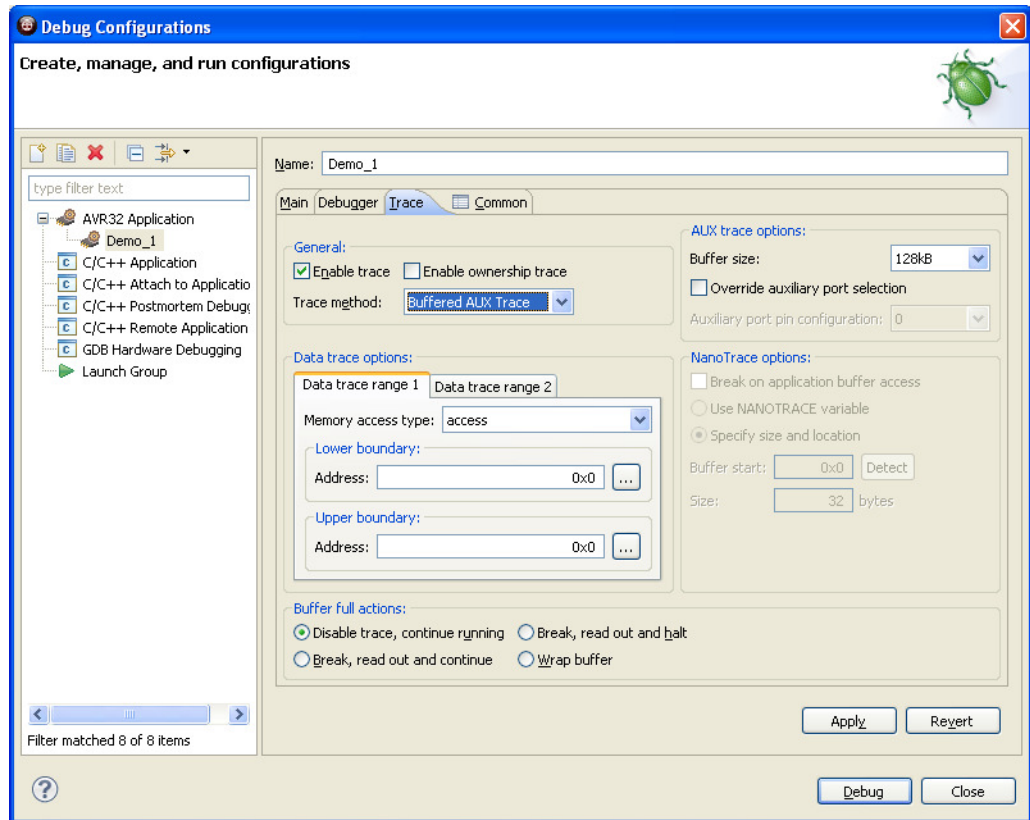 Debug Configurations
Create, manage, and run configurations
type filter text
AVR32 Application
Demo_1
C/C++ Application
C/C++ Attach to Applicatio
C/C++ Postmortem Debugg
C/C++ Remote Application
GDB Hardware Debugging
Launch Group
Filter matched 8 of 8 items
Name: Demo_1
Main Debugger Trace Common
General:
Enable trace Enable ownership trace
Trace method: Buffered AUX Trace
AUX trace options:
Buffer size: 128kB
Override auxiliary port selection
Auxiliary port pin configuration: 0
Data trace options:
Data trace range 1 Data trace range 2
Memory access type: access
Lower boundary:
Address: 0x0 ...
Upper boundary:
Address: 0x0 ...
NanoTrace options:
Break on application buffer access
Use NANOTRACE variable
Specify size and location
Buffer start: 0x0 Detect
Size: 32 bytes
Buffer full actions:
Disable trace, continue running Break, read out and halt
Break, read out and continue Wrap buffer
Apply Revert
Debug Close